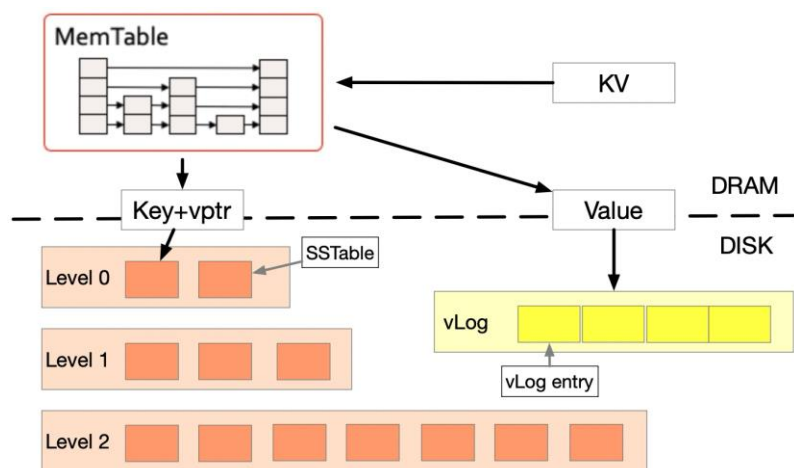 MemTable
KV
DRAM
Key+vptr
Value
DISK
SSTable
Level 0
vLog
Level 1
vLog entry
Level 2